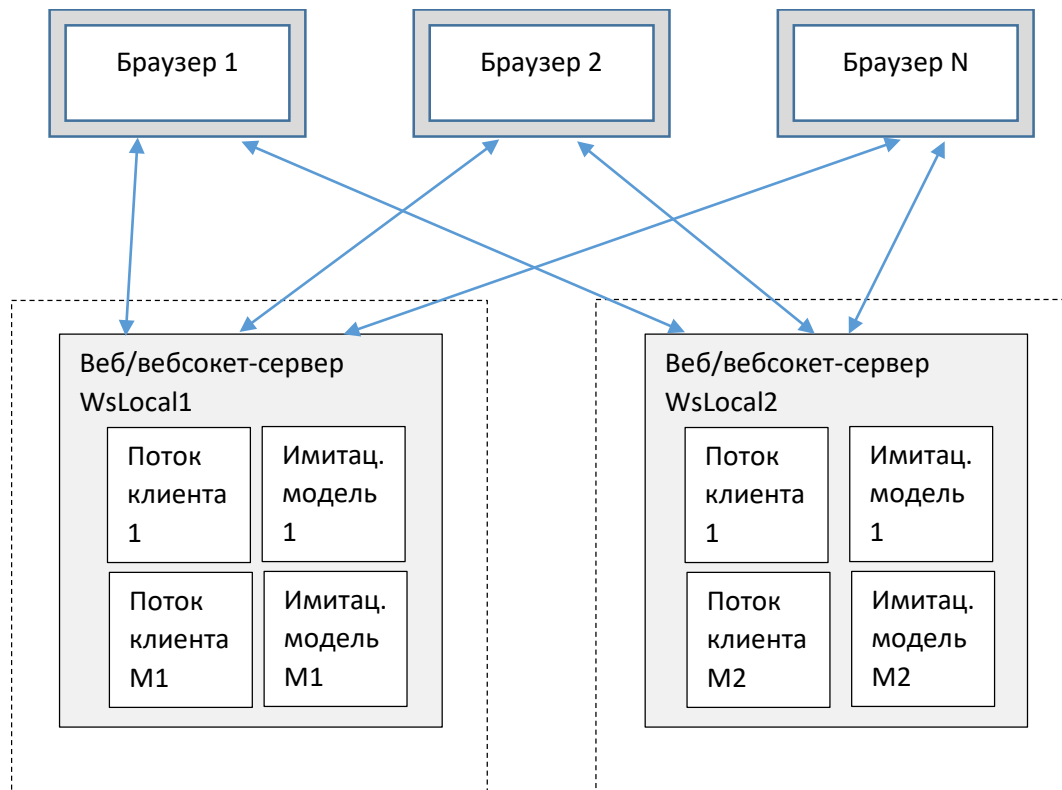 Браузер 1
Браузер 2
Браузер N
Веб/вебсокет-сервер
WsLocal1
Поток
клиента
1
Имитац.
модель
1
Поток
клиента
M1
Имитац.
модель
M1
Веб/вебсокет-сервер
WsLocal2
Поток
клиента
1
Имитац.
модель
1
Поток
клиента
M2
Имитац.
модель
M2